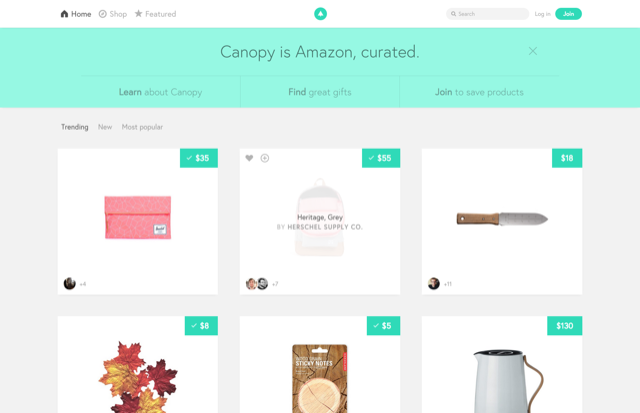 Home Shop Featured Search Log in Join
Canopy is Amazon, curated.
Learn about Canopy Find great gifts Join to save products
Trending New Most popular
$35 $55 $18
Heritage, Grey
BY HERSCHEL SUPPLY CO.
+4 +7 +11
$8 $5 $130
STICKY NOTES